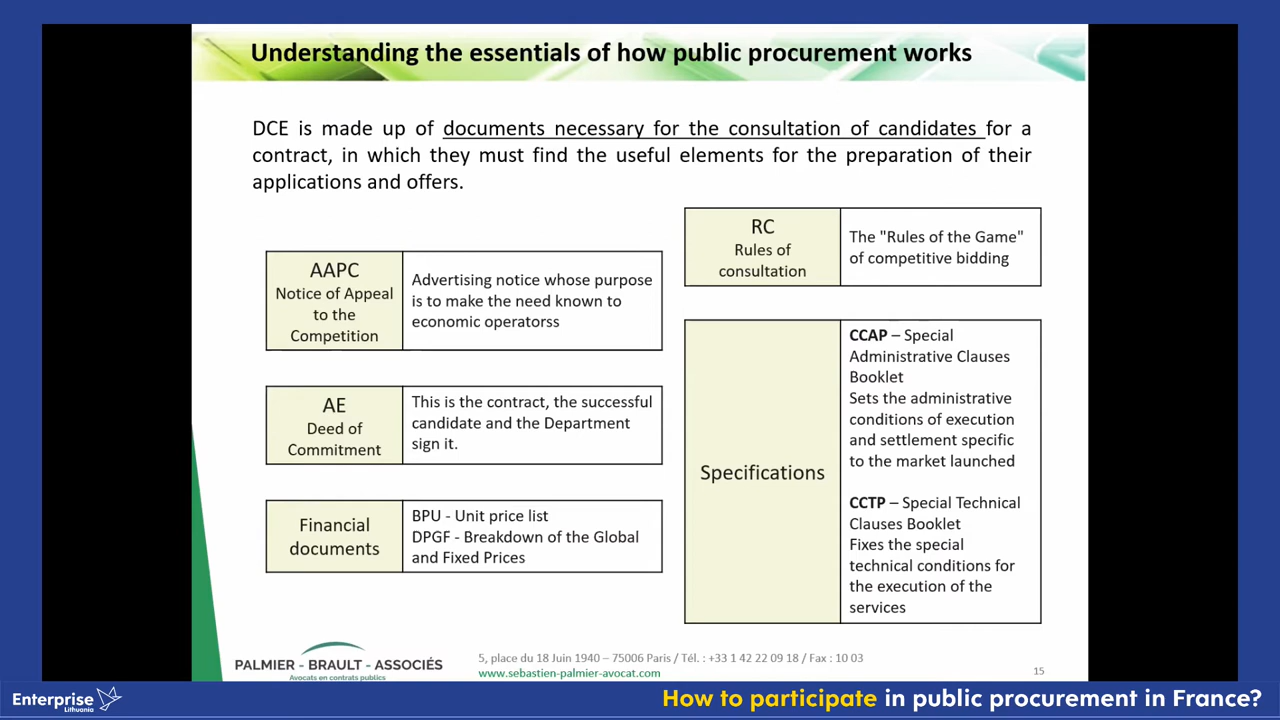 Understanding the essentials of how public procurement works
DCE is made up of documents necessary for the consultation of candidates for a
contract, in which they must find the useful elements for the preparation of their
applications and offers.
AAPC
Notice of Appeal
to the
Competition
Advertising notice whose purpose
is to make the need known to
economic operatorss
AE
Deed of
Commitment
This is the contract, the successful
candidate and the Department
sign it.
Financial
documents
BPU - Unit price list
DPGF - Breakdown of the Global
and Fixed Prices
RC
Rules of
consultation
The "Rules of the Game"
of competitive bidding
Specifications
CCAP – Special
Administrative Clauses
Booklet
Sets the administrative
conditions of execution
and settlement specific
to the market launched
CCTP – Special Technical
Clauses Booklet
Fixes the special
technical conditions for
the execution of the
services
PALMIER - BRAULT - ASSOCIÉS
Avocats en contrats publics
5, place du 18 Juin 1940 – 75006 Paris / Tél. : +33 1 42 22 09 18 / Fax : 10 03
www.sebastien-palmier-avocat.com
15
Enterprise
Lithuania
How to participate in public procurement in France?